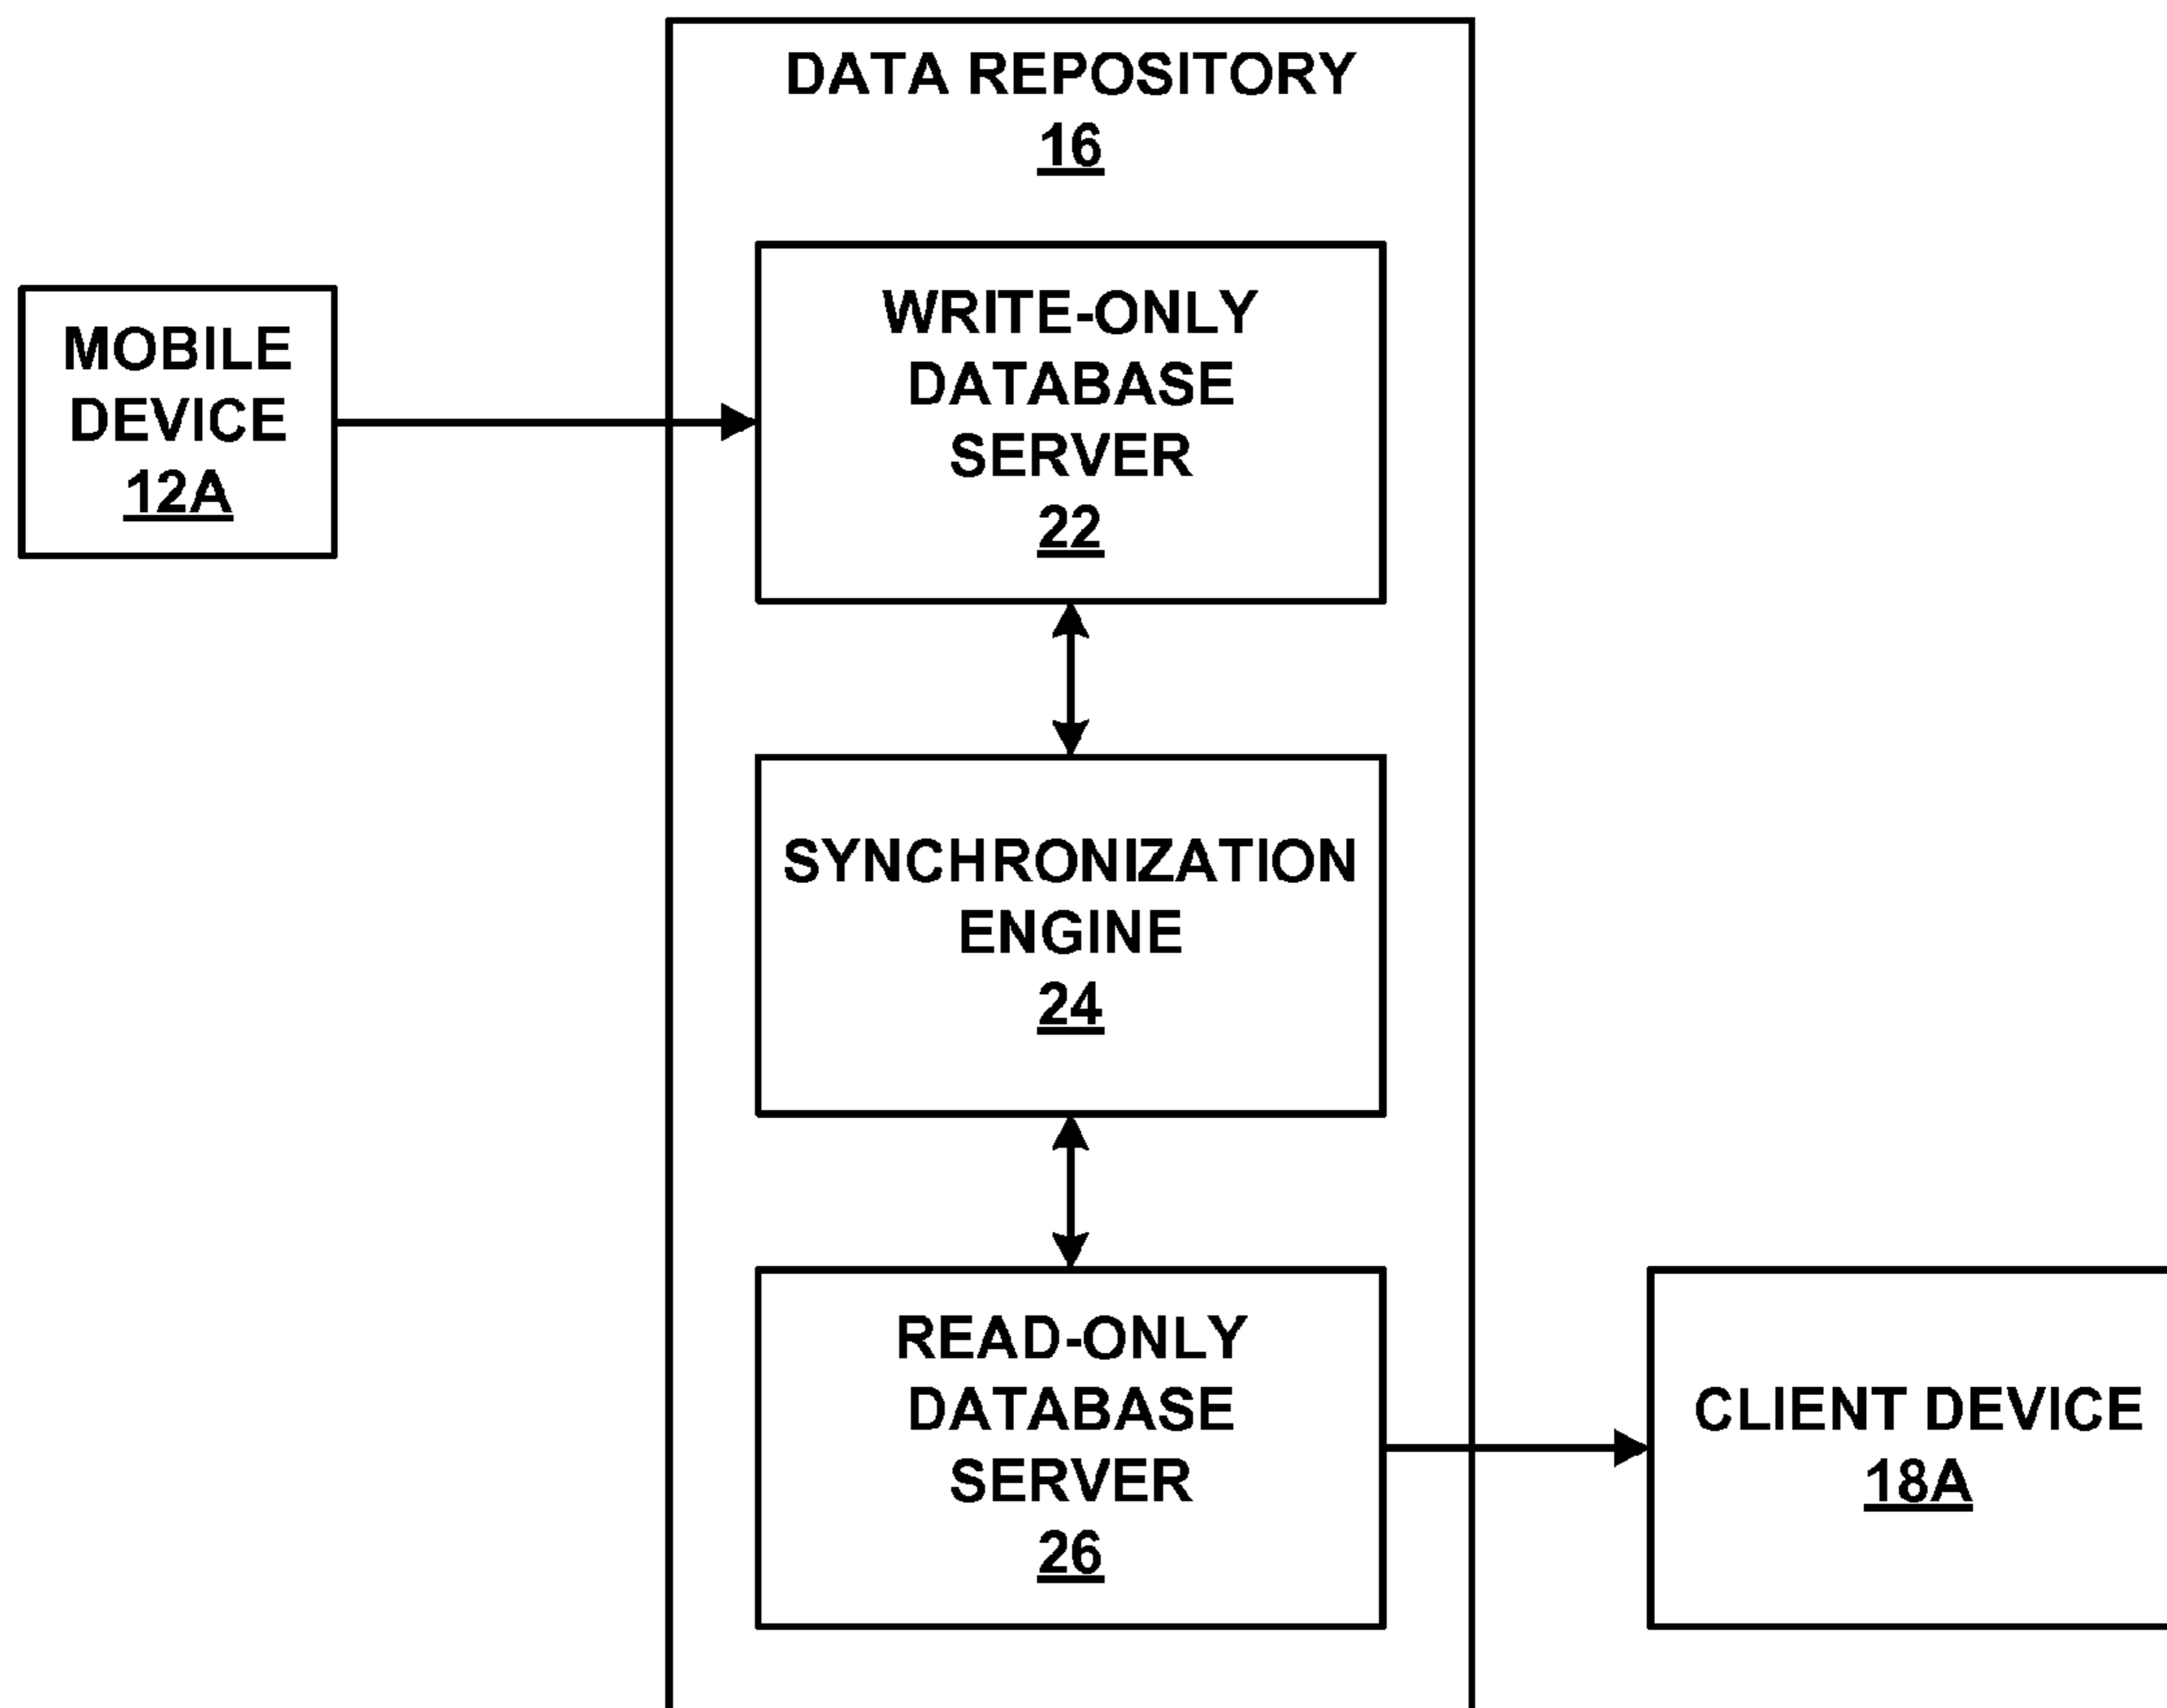 DATA REPOSITORY
16
MOBILE
DEVICE
12A
WRITE-ONLY
DATABASE
SERVER
22
SYNCHRONIZATION
ENGINE
24
READ-ONLY
DATABASE
SERVER
26
CLIENT DEVICE
18A